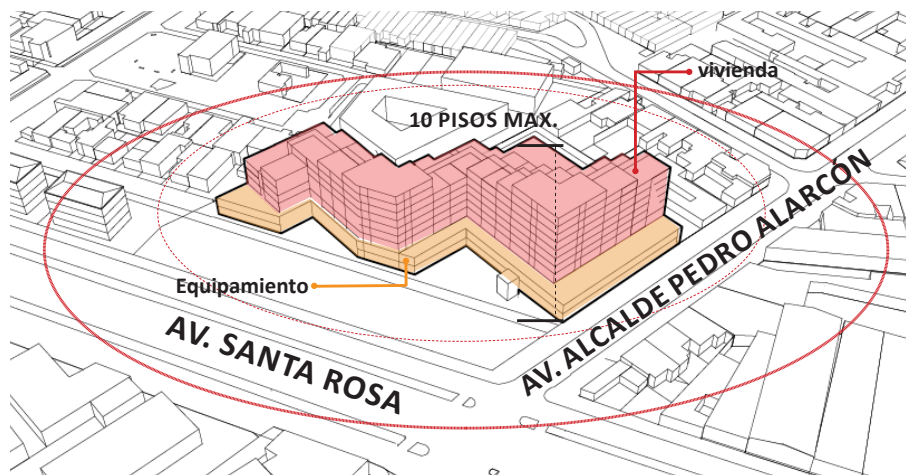 vivienda
10 PISOS MAX.
AV. ALCALDE PEDRO ALARCÓN
Equipamiento
AV. SANTA ROSA